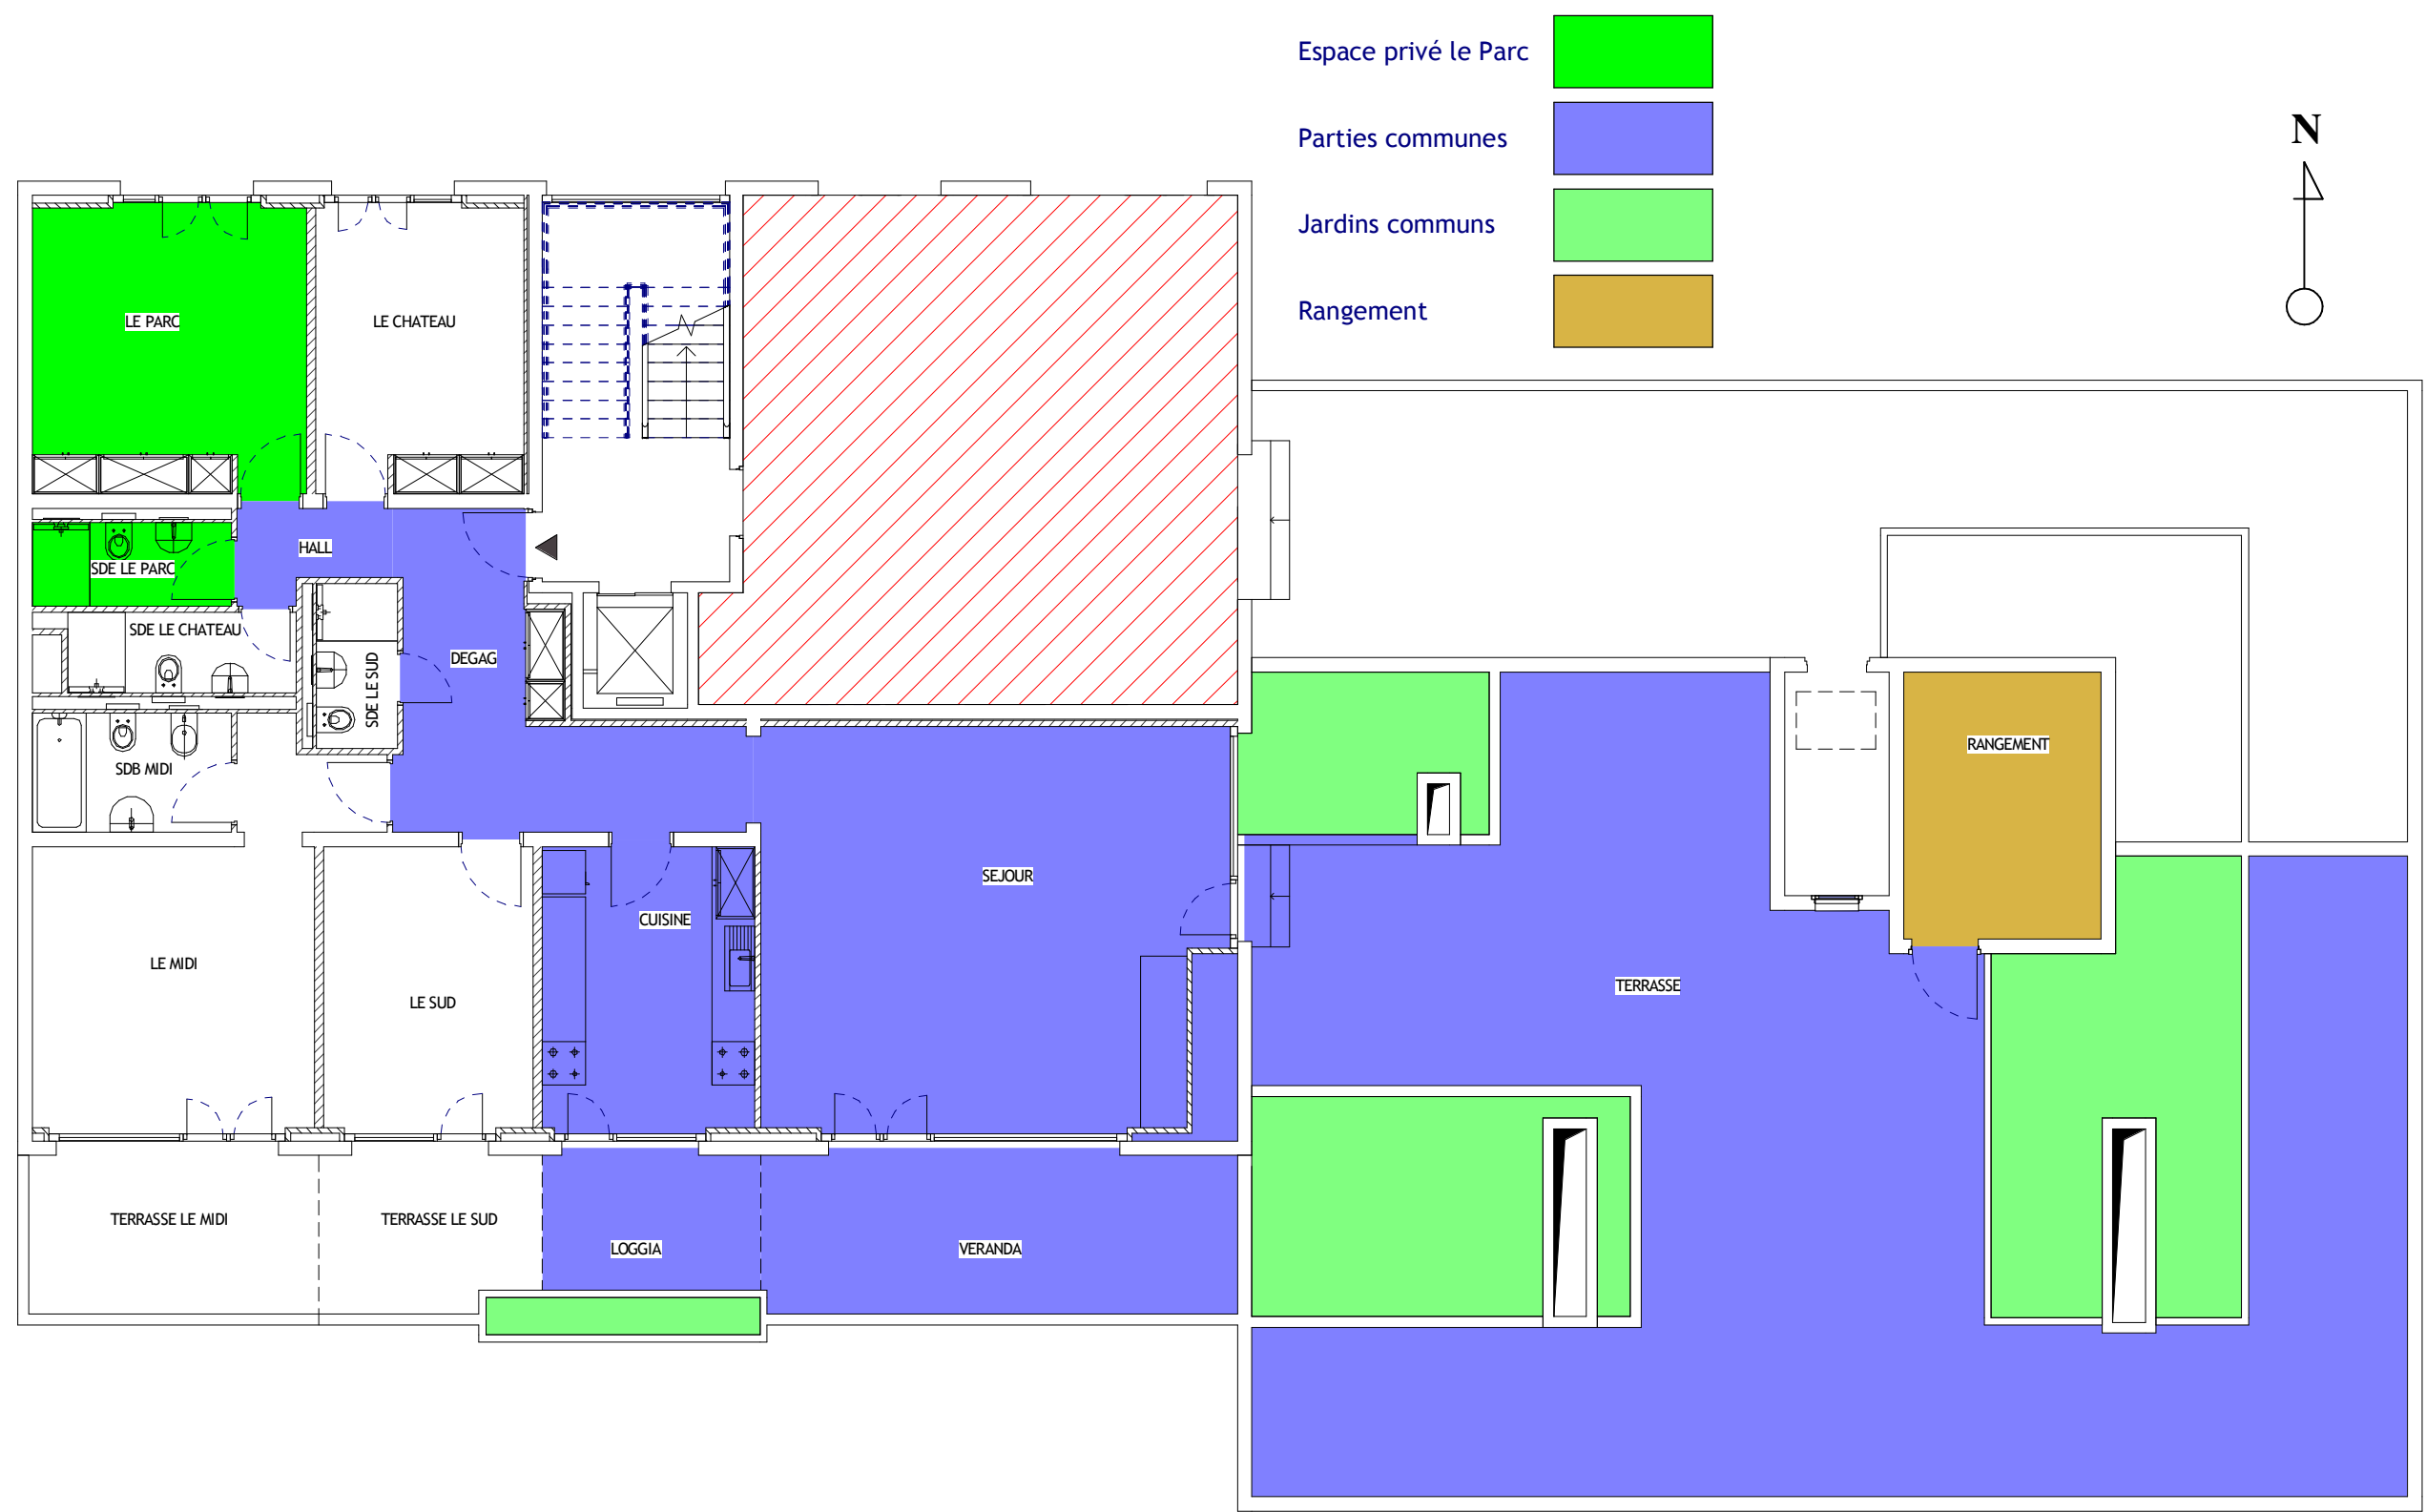 Espace privé le Parc
Parties communes
N
Jardins communs
Rangement
LE PARC
LE CHATEAU
HALL
SDE LE PARC
SDE LE CHATEAU
DEGAG
SDE LE SUD
SDB MIDI
RANGEMENT
SEJOUR
CUISINE
LE MIDI
LE SUD
TERRASSE
TERRASSE LE MIDI
TERRASSE LE SUD
LOGGIA
VERANDA